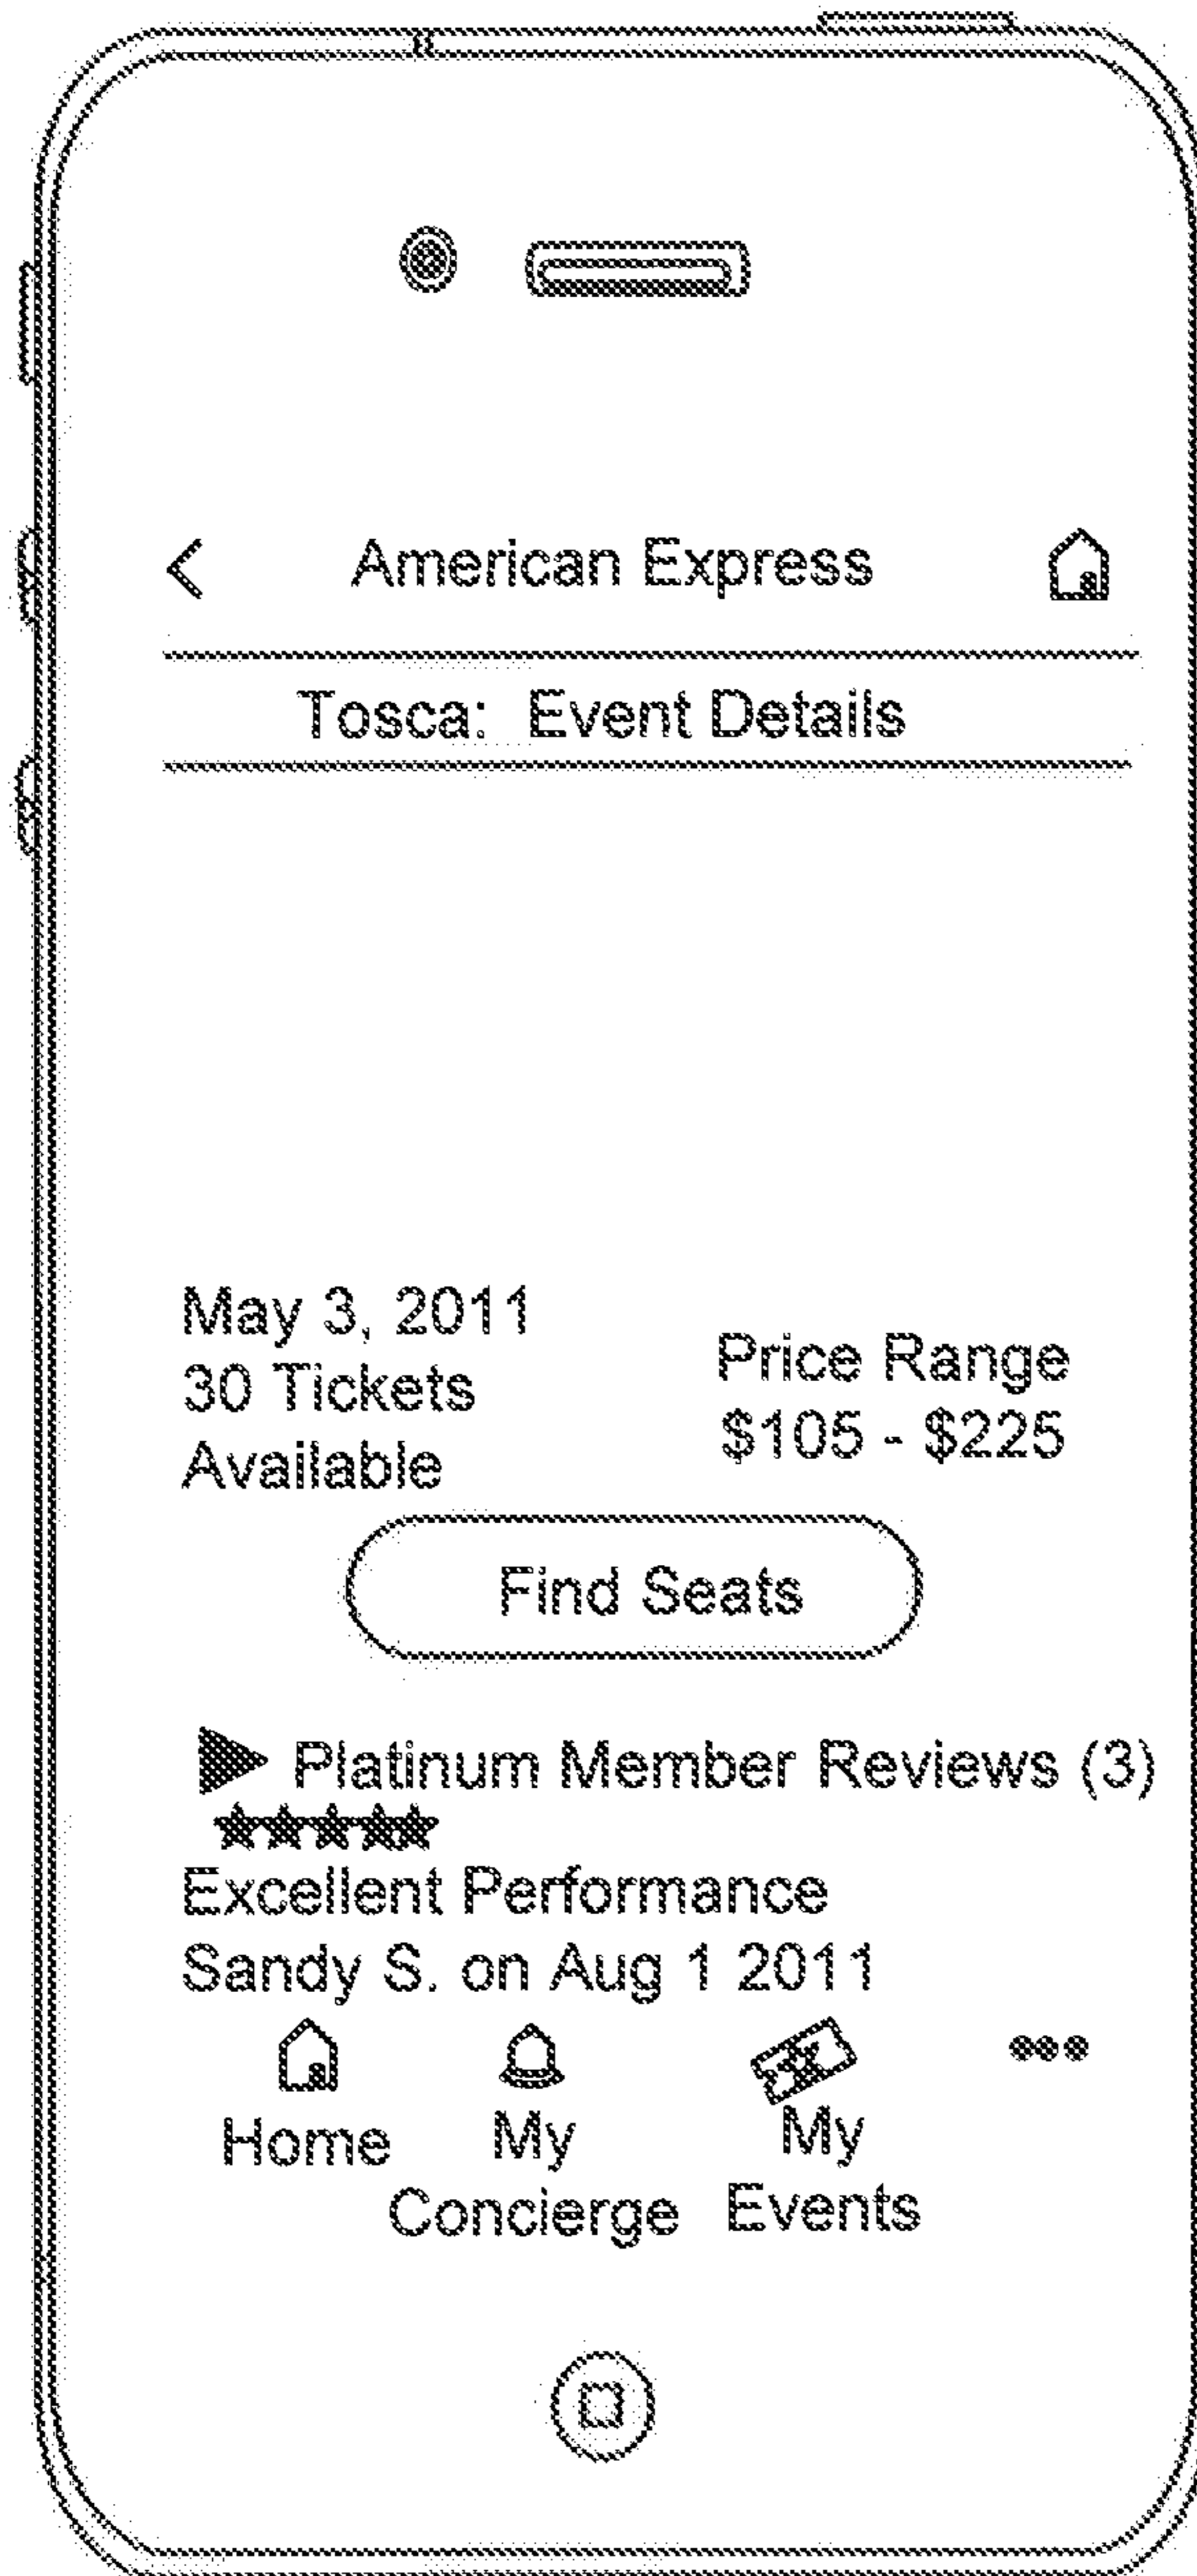 American Express
Tosca: Event Details
May 3, 2011
30 Tickets
Available
Price Range
$105 - $225
Find Seats
Platinum Member Reviews (3)
Excellent Performance
Sandy S. on Aug 1 2011
Home
My
Concierge
My
Events